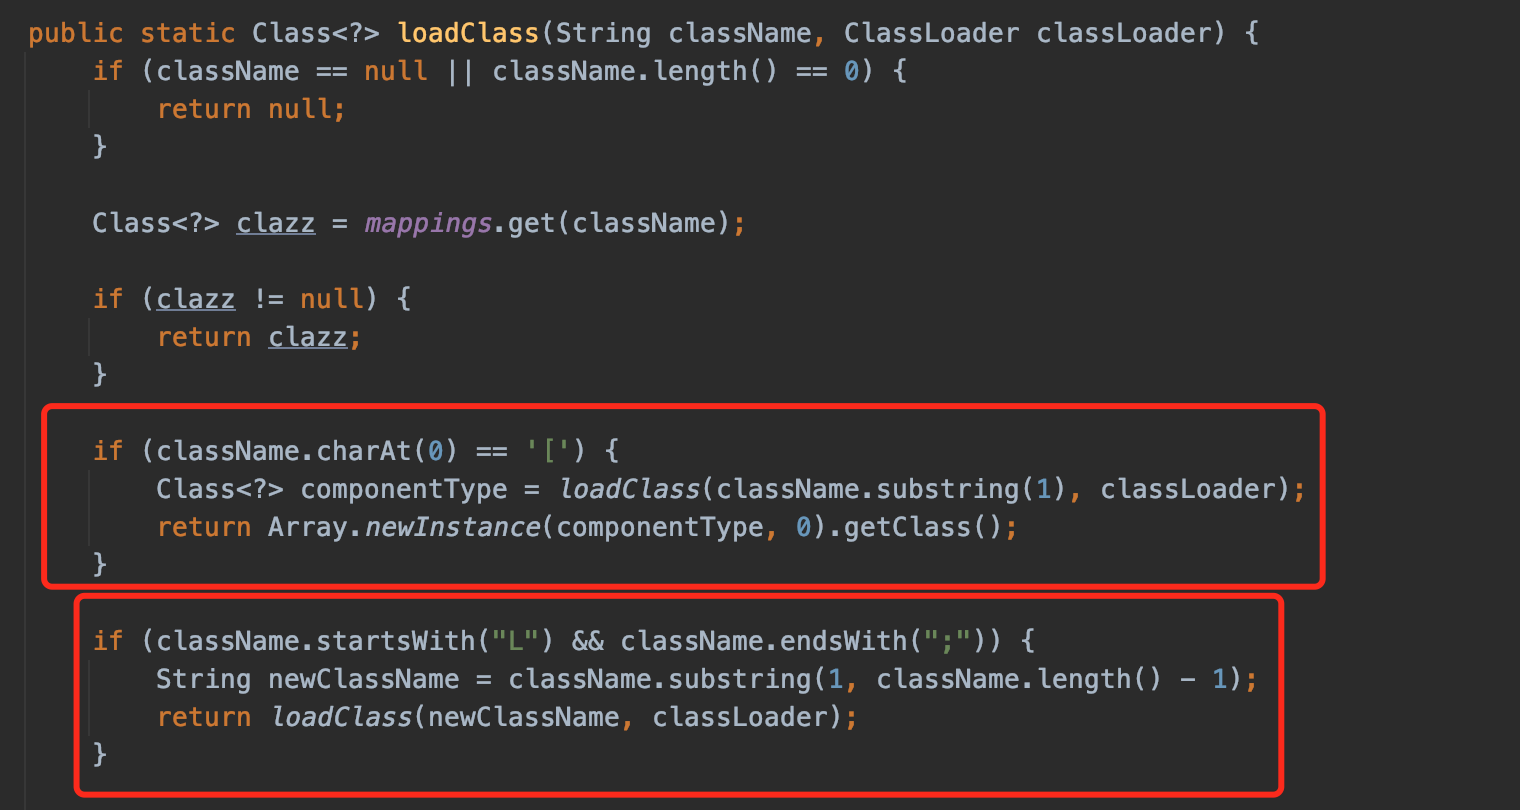 public static Class<?> loadClass(String className, ClassLoader classLoader) {
if (className == null || className.length() == 0) {
return null;
}
Class<?> clazz = mappings.get(className);
if (clazz != null) {
return clazz;
}
if (className.charAt(0) == '[') {
Class<?> componentType = loadClass(className.substring(1), classLoader);
return Array.newInstance(componentType, 0).getClass();
}
if (className.startsWith("L") && className.endsWith(";")) {
String newClassName = className.substring(1, className.length() - 1);
return loadClass(newClassName, classLoader);
}